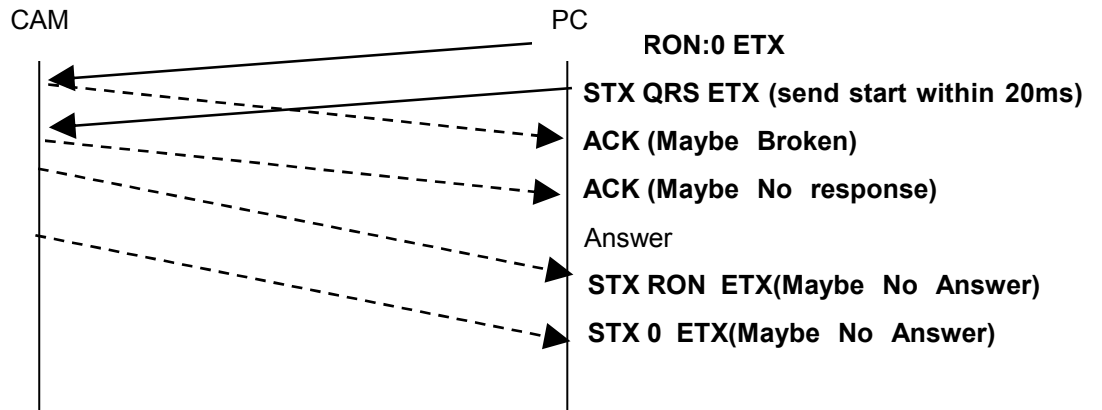 CAM PC
RON:0 ETX
STX QRS ETX (send start within 20ms)
ACK (Maybe Broken)
ACK (Maybe No response)
Answer
STX RON ETX(Maybe No Answer)
STX 0 ETX(Maybe No Answer)